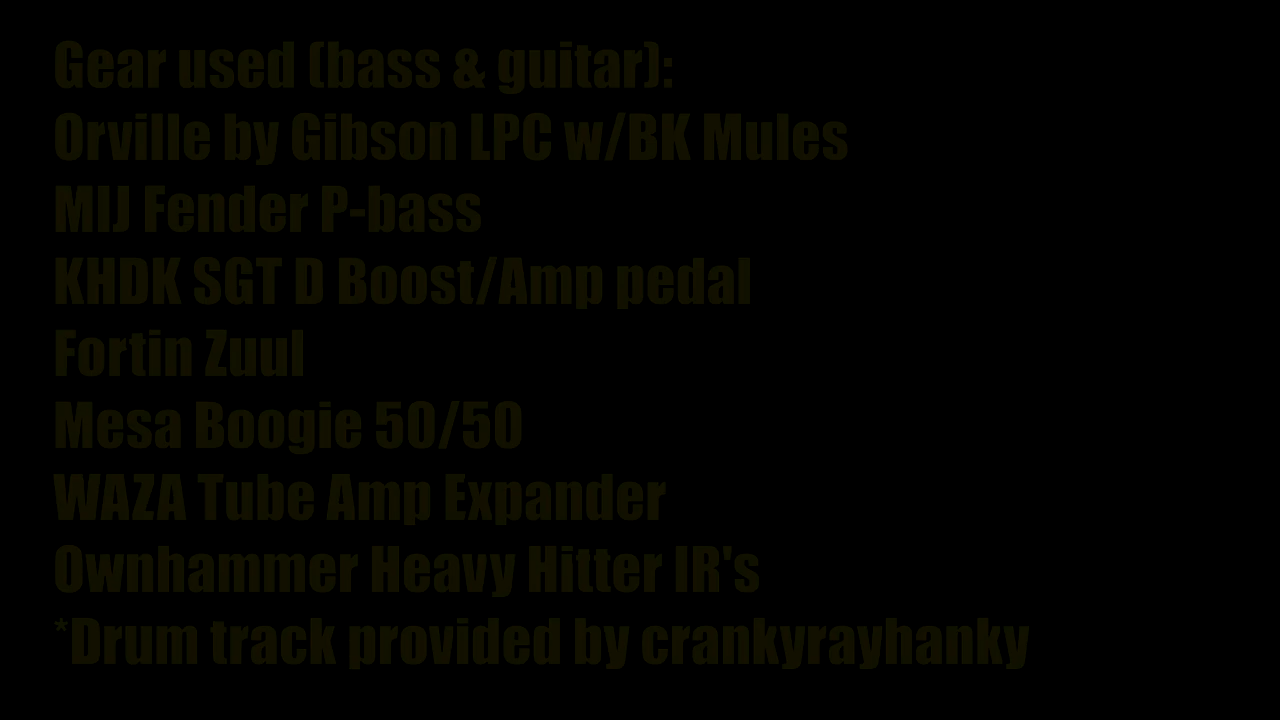 Gear used (bass & guitar):
Orville by Gibson LPC w/BK Mules
MIJ Fender P-bass
KHDK SGT D Boost/Amp pedal
Fortin Zuul
Mesa Boogie 50/50
WAZA Tube Amp Expander
Ownhammer Heavy Hitter IR's
*Drum track provided by crankyrayhanky